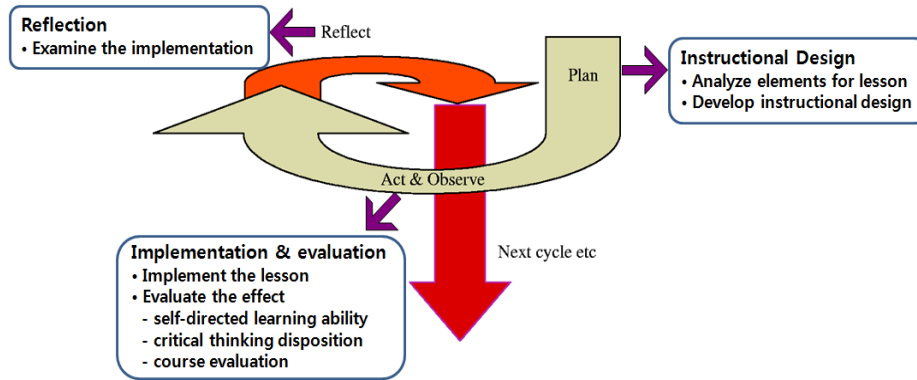 Reflection
• Examine the implementation
Reflect
Plan
Instructional Design
• Analyze elements for lesson
• Develop instructional design
Act & Observe
Implementation & evaluation
• Implement the lesson
• Evaluate the effect
- self-directed learning ability
- critical thinking disposition
- course evaluation
Next cycle etc